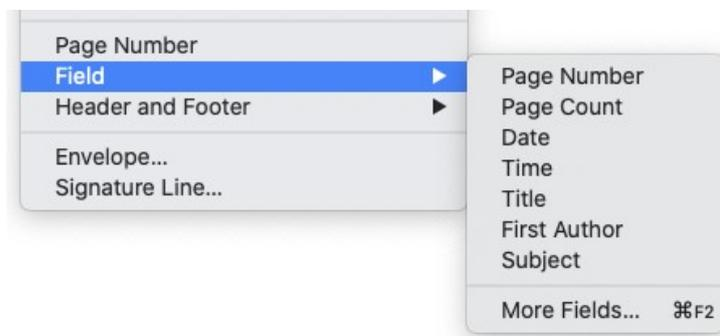 Page Number
Field ▶
Header and Footer ▶
Envelope...
Signature Line...
Page Number
Page Count
Date
Time
Title
First Author
Subject
More Fields... ⌘F2